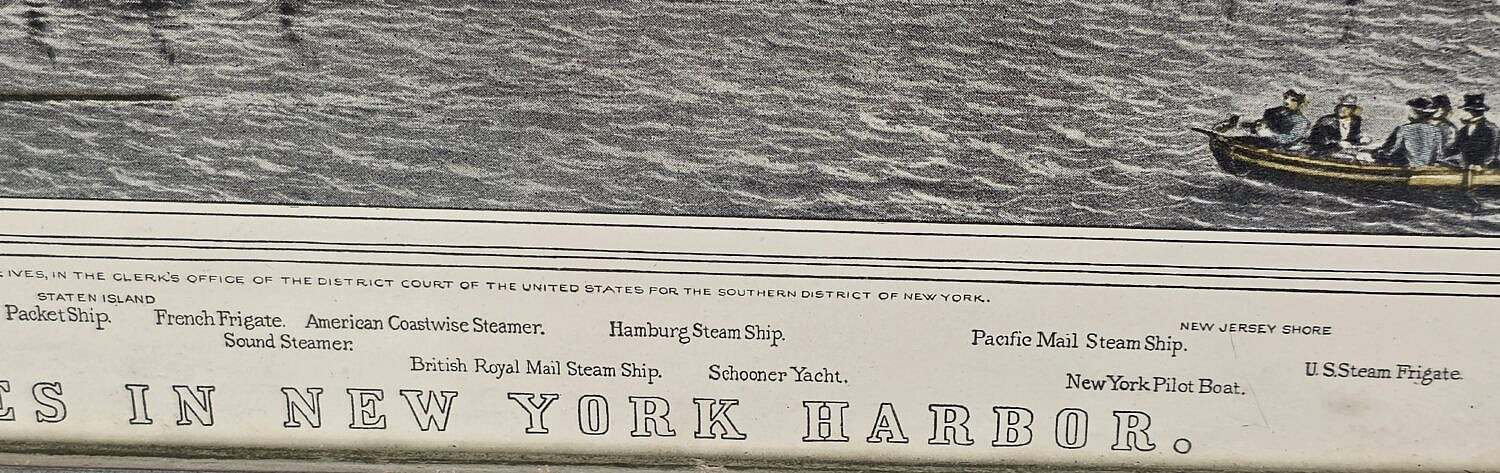 IVES, IN THE CLERK'S OFFICE OF THE DISTRICT COURT OF THE UNITED STATES FOR THE SOUTHERN DISTRICT OF NEW YORK.
STATEN ISLAND NEW JERSEY SHORE
Packet Ship. French Frigate. American Coastwise Steamer. Hamburg Steam Ship. Pacific Mail Steam Ship.
Sound Steamer. British Royal Mail Steam Ship. Schooner Yacht. New York Pilot Boat. U.S. Steam Frigate.
ES IN NEW YORK HARBOR.